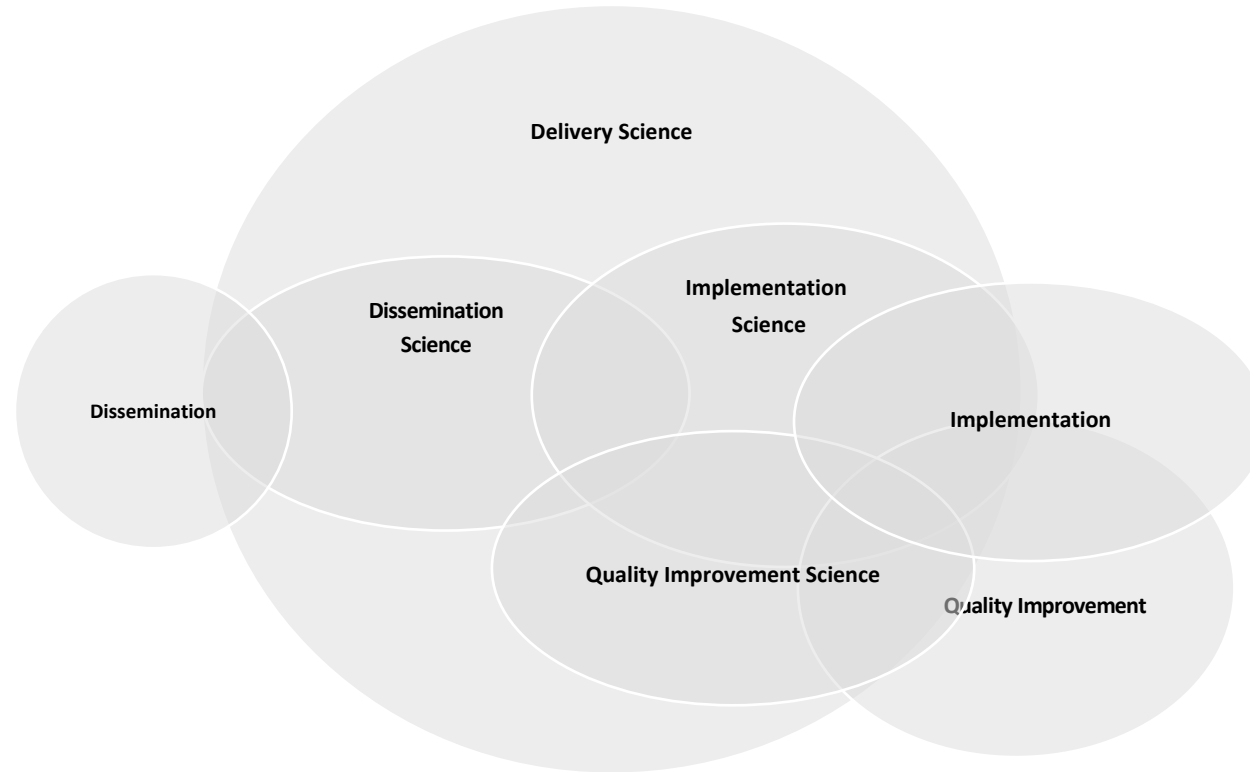 Delivery Science
Implementation
Science
Dissemination
Science
Dissemination
Implementation
Quality Improvement Science
Quality Improvement